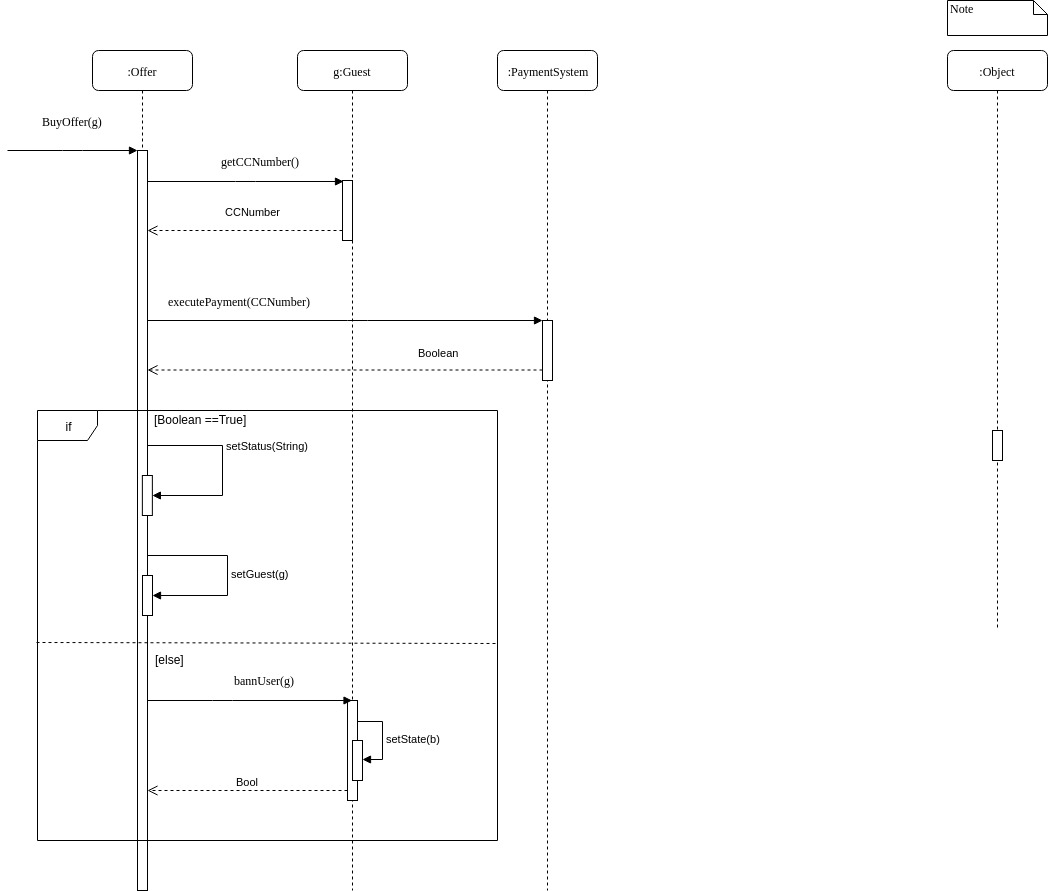 Note
:Offer
g:Guest
:PaymentSystem
:Object
BuyOffer(g)
getCCNumber()
CCNumber
executePayment(CCNumber)
Boolean
if
[Boolean ==True]
setStatus(String)
setGuest(g)
[else]
bannUser(g)
setState(b)
Bool